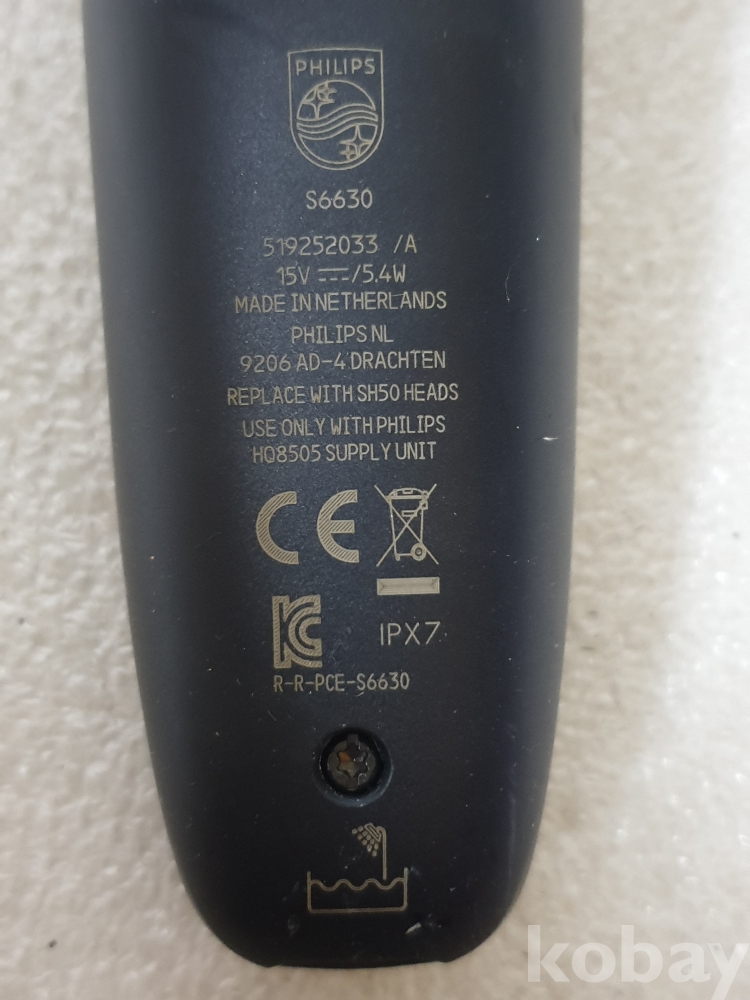 PHILIPS
S6630
519252033 /A
15V ⎓/5.4W
MADE IN NETHERLANDS
PHILIPS NL
9206 AD-4 DRACHTEN
REPLACE WITH SH50 HEADS
USE ONLY WITH PHILIPS
HQ8505 SUPPLY UNIT
CE
KC
IPX7
R-R-PCE-S6630
kobay